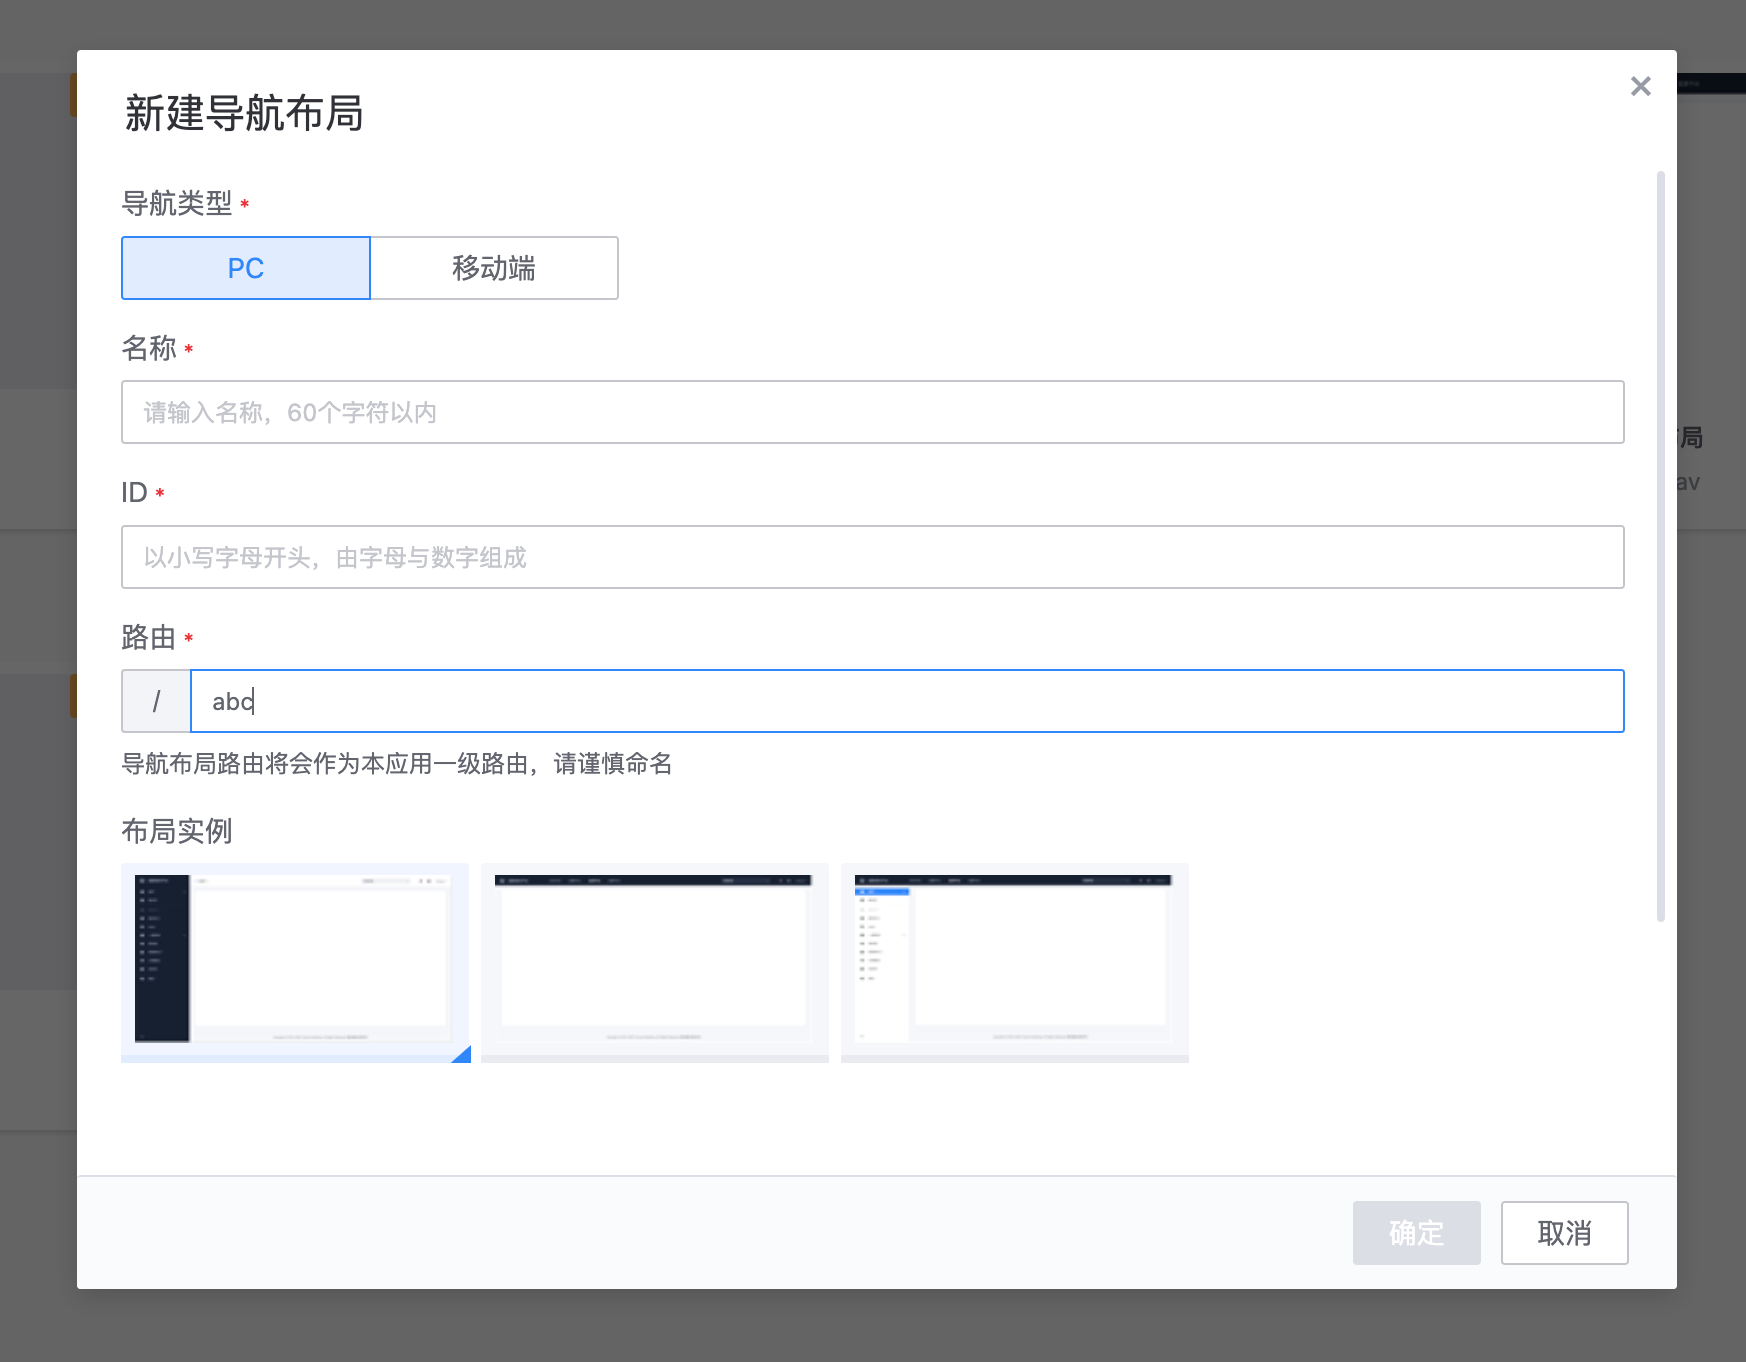 新建导航布局
导航类型 *
PC
移动端
名称 *
请输入名称，60个字符以内
ID *
以小写字母开头，由字母与数字组成
路由 *
/ abc
导航布局路由将会作为本应用一级路由，请谨慎命名
布局实例
确定
取消
局
av